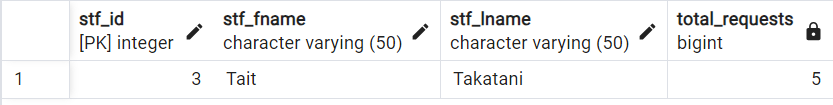 stf_id stf_fname stf_lname total_requests
[PK] integer character varying (50) character varying (50) bigint
1 3 Tait Takatani 5